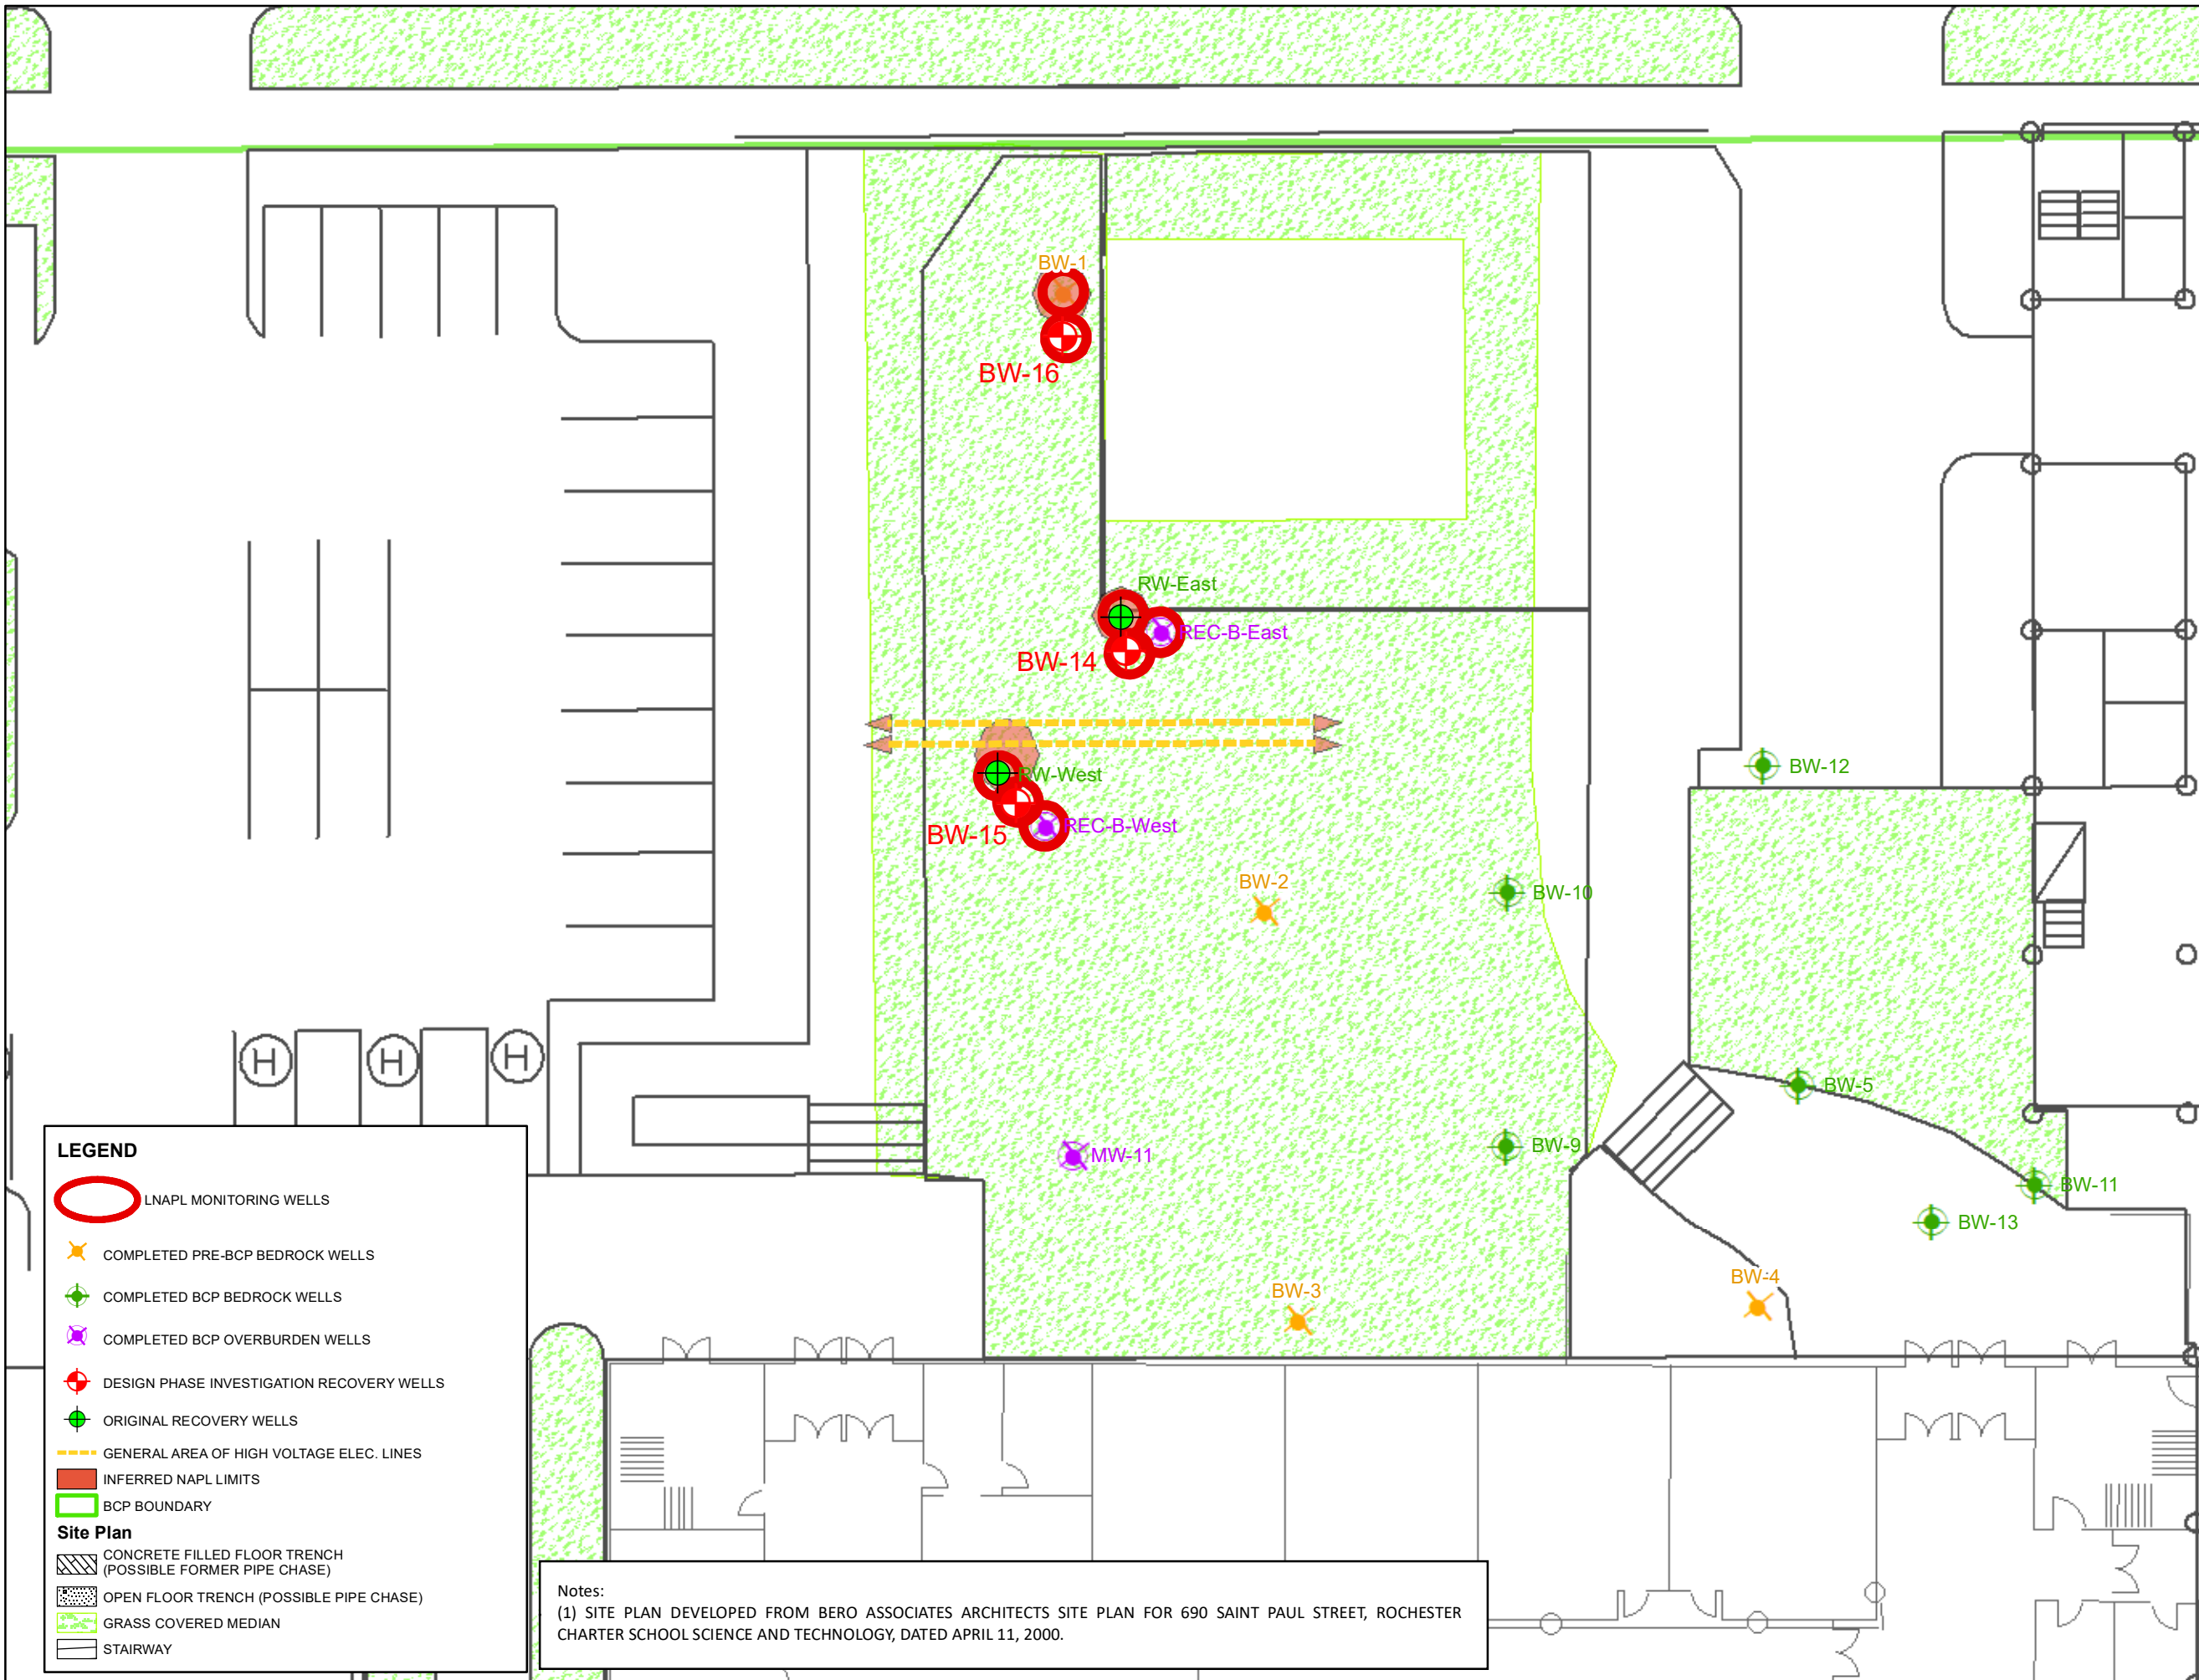 BW-1
BW-16
RW-East
REC-B-East
BW-14
RW-West
REC-B-West
BW-15
BW-12
BW-2
BW-10
H
H
H
BW-5
BW-9
MW-11
BW-11
BW-13
BW-4
BW-3
LEGEND
LNAPL MONITORING WELLS
COMPLETED PRE-BCP BEDROCK WELLS
COMPLETED BCP BEDROCK WELLS
COMPLETED BCP OVERBURDEN WELLS
DESIGN PHASE INVESTIGATION RECOVERY WELLS
ORIGINAL RECOVERY WELLS
GENERAL AREA OF HIGH VOLTAGE ELEC. LINES
INFERRED NAPL LIMITS
BCP BOUNDARY
Site Plan
CONCRETE FILLED FLOOR TRENCH
(POSSIBLE FORMER PIPE CHASE)
OPEN FLOOR TRENCH (POSSIBLE PIPE CHASE)
GRASS COVERED MEDIAN
STAIRWAY
Notes:
(1) SITE PLAN DEVELOPED FROM BERO ASSOCIATES ARCHITECTS SITE PLAN FOR 690 SAINT PAUL STREET, ROCHESTER
CHARTER SCHOOL SCIENCE AND TECHNOLOGY, DATED APRIL 11, 2000.